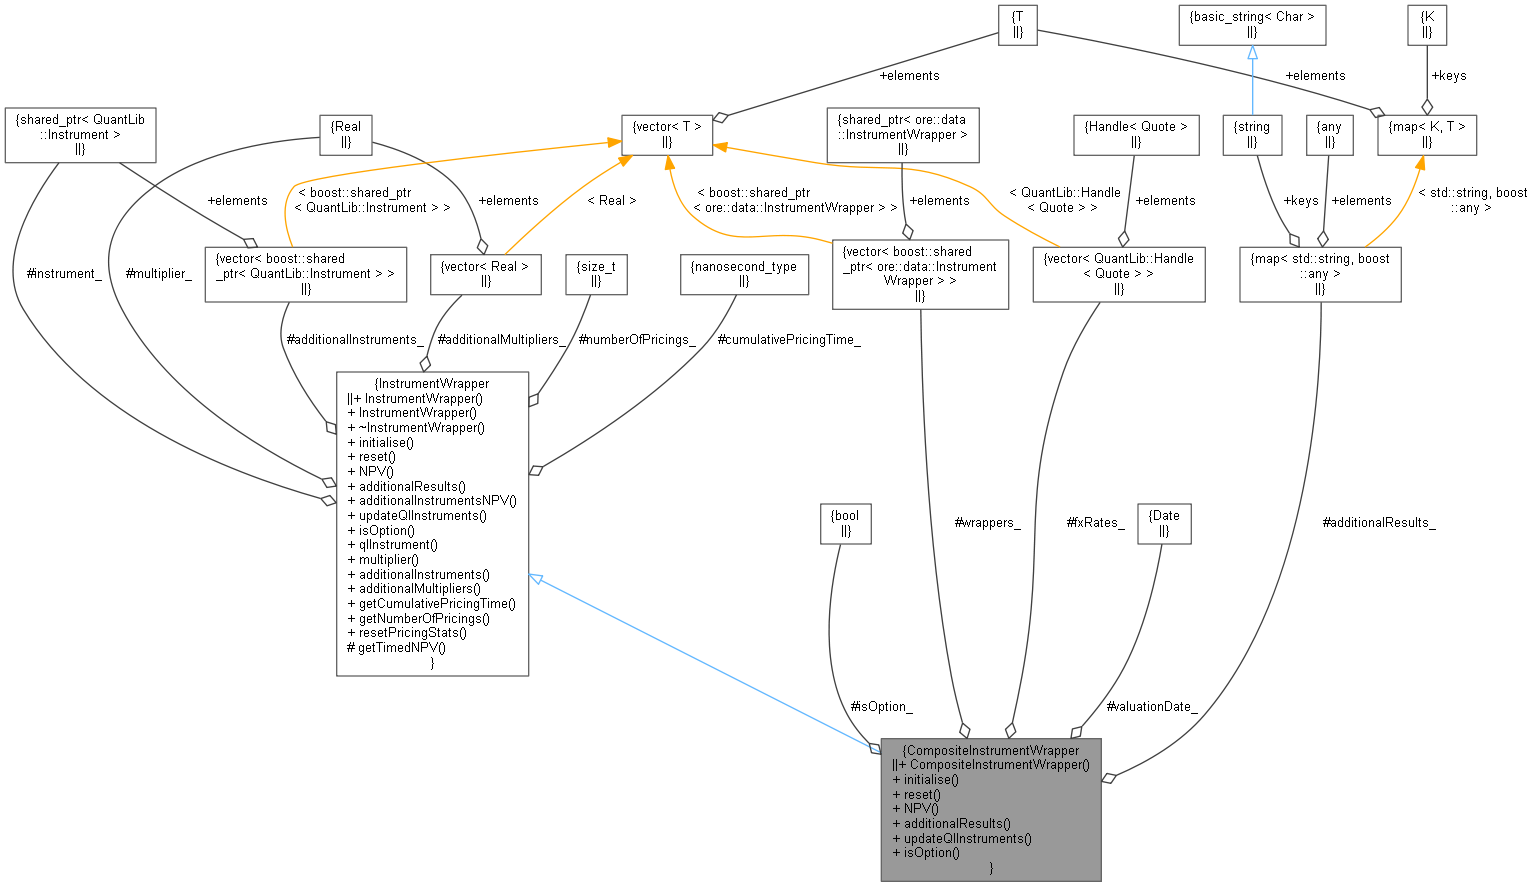 {T
||}
{basic_string< Char >
||}
{K
||}
+elements
+elements
+keys
{shared_ptr< QuantLib
::Instrument >
||}
{Real
||}
{vector< T >
||}
{shared_ptr< ore::data
::InstrumentWrapper >
||}
{Handle< Quote >
||}
{string
||}
{any
||}
{map< K, T >
||}
+elements
< boost::shared_ptr
< QuantLib::Instrument > >
+elements
< Real >
< boost::shared_ptr
< ore::data::InstrumentWrapper > >
+elements
< QuantLib::Handle
< Quote > >
+elements
+keys
+elements
< std::string, boost
::any >
#instrument_
#multiplier_
{vector< boost::shared
_ptr< QuantLib::Instrument > >
||}
{vector< Real >
||}
{size_t
||}
{nanosecond_type
||}
{vector< boost::shared
_ptr< ore::data::Instrument
Wrapper > >
||}
{vector< QuantLib::Handle
< Quote > >
||}
{map< std::string, boost
::any >
||}
#additionalInstruments_
#additionalMultipliers_
#numberOfPricings_
#cumulativePricingTime_
{InstrumentWrapper
||+ InstrumentWrapper()
+ InstrumentWrapper()
+ ~InstrumentWrapper()
+ initialise()
+ reset()
+ NPV()
+ additionalResults()
+ additionalInstrumentsNPV()
+ updateQlInstruments()
+ isOption()
+ qlInstrument()
+ multiplier()
+ additionalInstruments()
+ additionalMultipliers()
+ getCumulativePricingTime()
+ getNumberOfPricings()
+ resetPricingStats()
# getTimedNPV()
}
{bool
||}
#wrappers_
#fxRates_
{Date
||}
#additionalResults_
#isOption_
#valuationDate_
{CompositeInstrumentWrapper
||+ CompositeInstrumentWrapper()
+ initialise()
+ reset()
+ NPV()
+ additionalResults()
+ updateQlInstruments()
+ isOption()
}